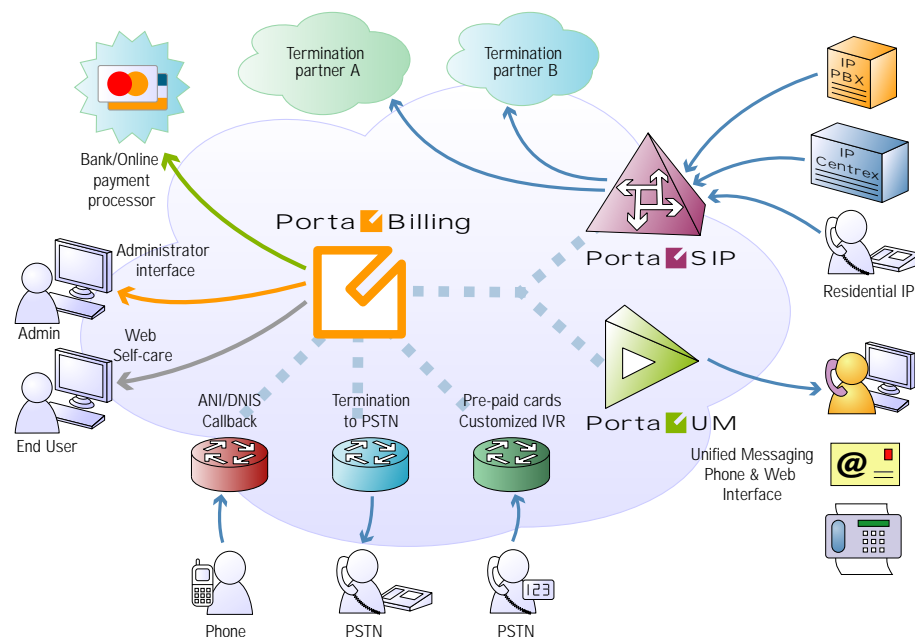 Termination
partner A
Termination
partner B
IP
PBX
IP
Centrex
Residential IP
Bank/Online
payment
processor
Porta Billing
Porta SIP
Administrator
interface
Admin
Web
Self-care
End User
ANI/DNIS
Callback
Termination
to PSTN
Pre-paid cards
Customized IVR
Porta UM
Unified Messaging
Phone & Web
Interface
@
123
Phone
PSTN
PSTN